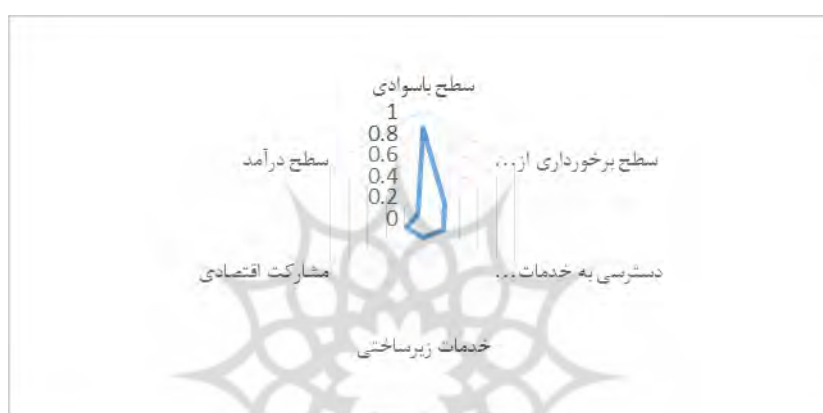 سطح باسوادی
1
0.8
0.6
0.4
0.2
0
سطح برخورداری از...
دسترسی به خدمات...
خدمات زیرساختی
مشارکت اقتصادی
سطح درآمد